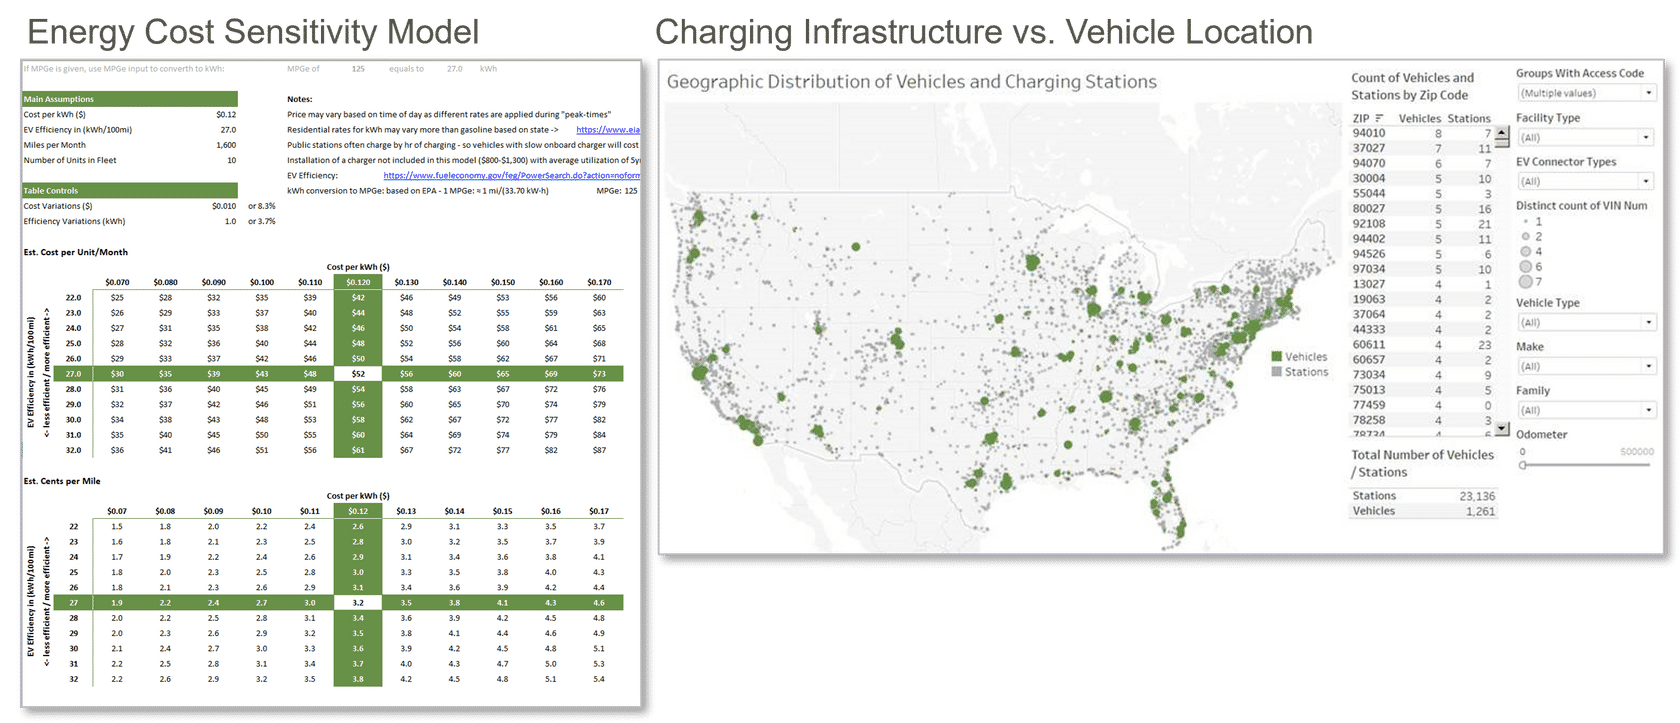 Energy Cost Sensitivity Model
If MPGe is given, use MPGe input to converth to kWh: MPGe of 125 equals to 27.0 kWh
Main Assumptions
Cost per kWh ($) $0.12
EV Efficiency in (kWh/100mi) 27.0
Miles per Month 1,600
Number of Units in Fleet 10
Table Controls
Cost Variations ($) $0.010 or 8.3%
Efficiency Variations (kWh) 1.0 or 3.7%
Notes:
Price may vary based on time of day as different rates are applied during "peak-times"
Residential rates for kWh may vary more than gasoline based on state -> https://www.eia
Public stations often charge by hr of charging - so vehicles with slow onboard charger will cost
Installation of a charger not included in this model ($800-$1,300) with average utilization of 5y
EV Efficiency: https://www.fueleconomy.gov/feg/PowerSearch.do?action=noform
kWh conversion to MPGe: based on EPA - 1 MPGe: ≈ 1 mi/(33.70 kW-h) MPGe: 125
Est. Cost per Unit/Month
Cost per kWh ($)
$0.070 $0.080 $0.090 $0.100 $0.110 $0.120 $0.130 $0.140 $0.150 $0.160 $0.170
EV Efficiency in (kWh/100mi)
<- less efficient / more efficient ->
22.0 $25 $28 $32 $35 $39 $42 $46 $49 $53 $56 $60
23.0 $26 $29 $33 $37 $40 $44 $48 $52 $55 $59 $63
24.0 $27 $31 $35 $38 $42 $46 $50 $54 $58 $61 $65
25.0 $28 $32 $36 $40 $44 $48 $52 $56 $60 $64 $68
26.0 $29 $33 $37 $42 $46 $50 $54 $58 $62 $67 $71
27.0 $30 $35 $39 $43 $48 $52 $56 $60 $65 $69 $73
28.0 $31 $36 $40 $45 $49 $54 $58 $63 $67 $72 $76
29.0 $32 $37 $42 $46 $51 $56 $60 $65 $70 $74 $79
30.0 $34 $38 $43 $48 $53 $58 $62 $67 $72 $77 $82
31.0 $35 $40 $45 $50 $55 $60 $64 $69 $74 $79 $84
32.0 $36 $41 $46 $51 $56 $61 $67 $72 $77 $82 $87
Est. Cents per Mile
Cost per kWh ($)
$0.07 $0.08 $0.09 $0.10 $0.11 $0.12 $0.13 $0.14 $0.15 $0.16 $0.17
EV Efficiency in (kWh/100mi)
<- less efficient / more efficient ->
22 1.5 1.8 2.0 2.2 2.4 2.6 2.9 3.1 3.3 3.5 3.7
23 1.6 1.8 2.1 2.3 2.5 2.8 3.0 3.2 3.5 3.7 3.9
24 1.7 1.9 2.2 2.4 2.6 2.9 3.1 3.4 3.6 3.8 4.1
25 1.8 2.0 2.3 2.5 2.8 3.0 3.3 3.5 3.8 4.0 4.3
26 1.8 2.1 2.3 2.6 2.9 3.1 3.4 3.6 3.9 4.2 4.4
27 1.9 2.2 2.4 2.7 3.0 3.2 3.5 3.8 4.1 4.3 4.6
28 2.0 2.2 2.5 2.8 3.1 3.4 3.6 3.9 4.2 4.5 4.8
29 2.0 2.3 2.6 2.9 3.2 3.5 3.8 4.1 4.4 4.6 4.9
30 2.1 2.4 2.7 3.0 3.3 3.6 3.9 4.2 4.5 4.8 5.1
31 2.2 2.5 2.8 3.1 3.4 3.7 4.0 4.3 4.7 5.0 5.3
32 2.2 2.6 2.9 3.2 3.5 3.8 4.2 4.5 4.8 5.1 5.4
Charging Infrastructure vs. Vehicle Location
Geographic Distribution of Vehicles and Charging Stations
Vehicles
Stations
Count of Vehicles and
Stations by Zip Code
ZIP Vehicles Stations
94010 8 7
37027 7 11
94070 6 7
30004 5 10
55044 5 3
80027 5 16
92108 5 21
94402 5 11
94526 5 6
97034 5 10
13027 4 1
19063 4 2
37064 4 2
44333 4 2
60611 4 23
60657 4 2
73034 4 9
75013 4 5
77459 4 0
78258 4 3
78734 4 6
Total Number of Vehicles
/ Stations
Stations 23,136
Vehicles 1,261
Groups With Access Code
(Multiple values)
Facility Type
(All)
EV Connector Types
(All)
Distinct count of VIN Num
1
2
4
6
7
Vehicle Type
(All)
Make
(All)
Family
(All)
Odometer
0 500000